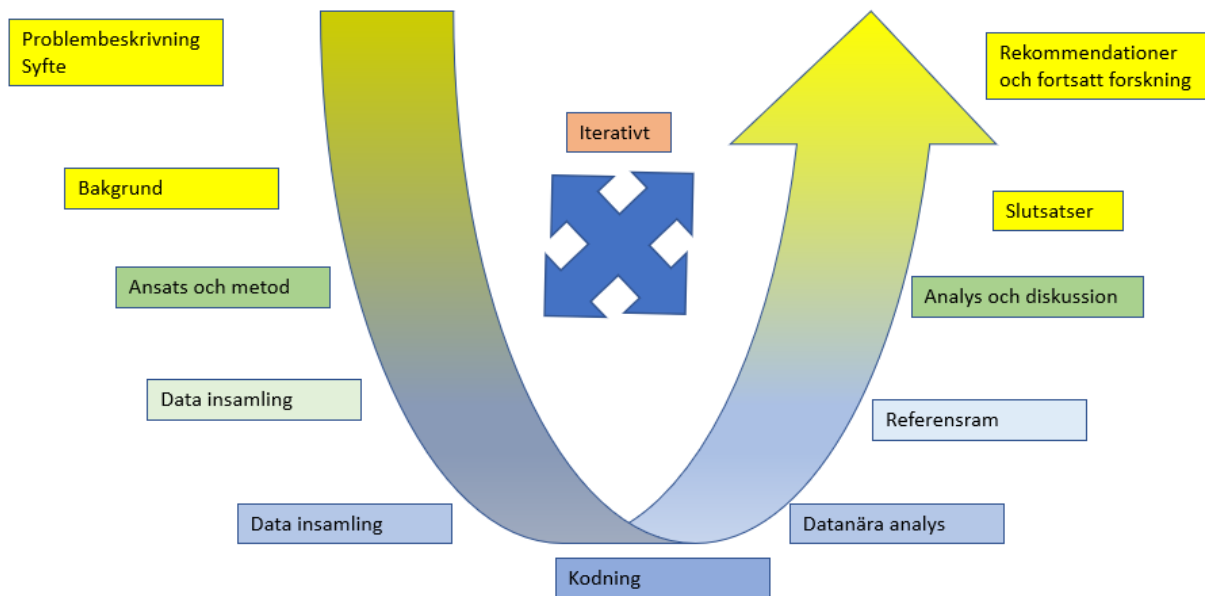 Problembeskrivning
Syfte
Bakgrund
Ansats och metod
Data insamling
Data insamling
Kodning
Datanära analys
Referensram
Analys och diskussion
Slutsatser
Rekommendationer
och fortsatt forskning
Iterativt